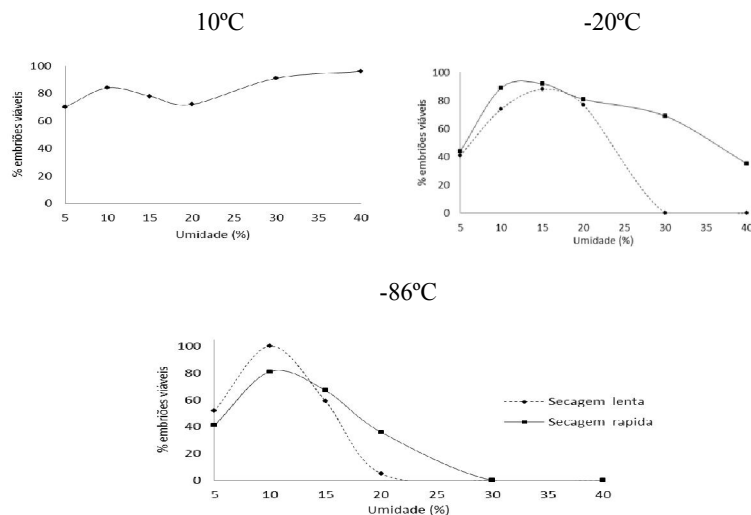 10ºC
-20ºC
100
80
60
40
20
0
% embriões viáveis
5 10 15 20 25 30 35 40
Umidade (%)
100
80
60
40
20
0
% embriões viáveis
5 10 15 20 25 30 35 40
Umidade (%)
-86ºC
100
80
60
40
20
0
% embriões viáveis
5 10 15 20 25 30 35 40
Umidade (%)
Secagem lenta
Secagem rapida